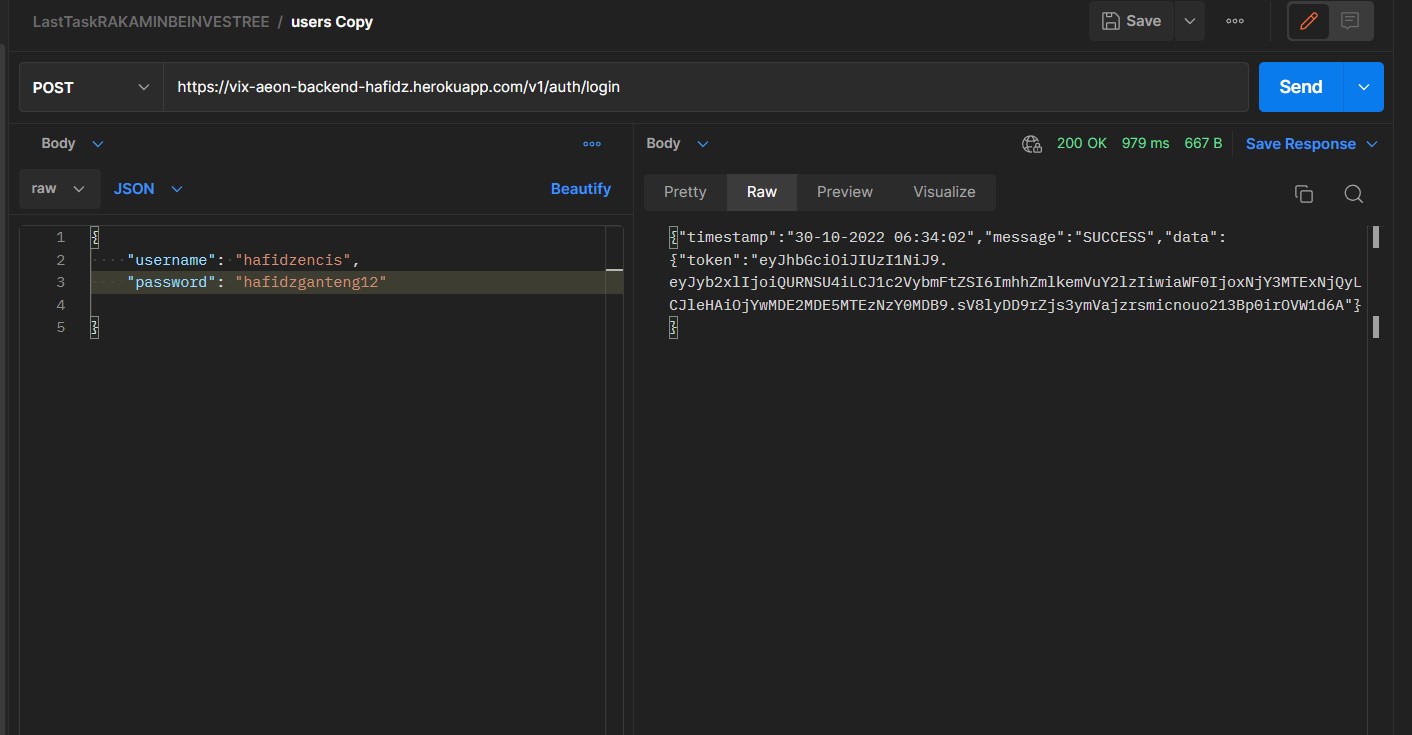 LastTaskRAKAMINBEINVESTREE / users Copy
Save
POST
https://vix-aeon-backend-hafidz.herokuapp.com/v1/auth/login
Send
Body
Body
200 OK 979 ms 667 B
Save Response
raw
JSON
Beautify
Pretty Raw Preview Visualize
1 {
2 "username": "hafidzencis",
3 "password": "hafidzganteng12"
4
5 }
{"timestamp":"30-10-2022 06:34:02","message":"SUCCESS","data":
{"token":"eyJhbGciOiJIUzI1NiJ9.
eyJyb2xlIjoiQURNSU4iLCJ1c2VybmFtZSI6ImhhZmlkemVuY2lzIiwiaWF0IjoxNjY3MTExNjQyL
CJleHAiOjYwMDE2MDE5MTEzNzY0MDB9.sV8lyDD9rZjs3ymVajzrsmicnouo213Bp0irOVW1d6A"}
}